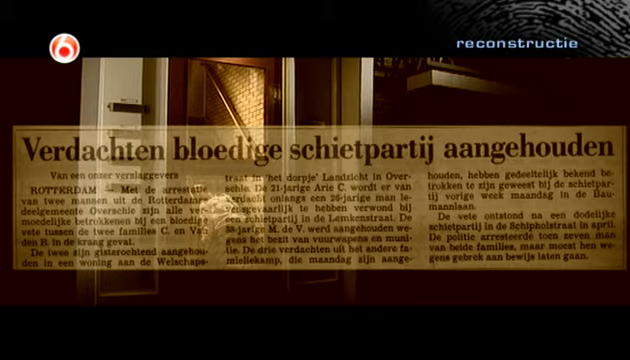 6
reconstructie
Verdachten bloedige schietpartij aangehouden
Van een onzer verslaggevers
ROTTERDAM — Met de arrestatie
van twee mannen uit de Rotterdamse
deelgemeente Overschie zijn alle ver-
moedelijk betrokkenen bij een bloedige
vete tussen de twee families C. en Van
den B. in de kraag gevat.
De twee zijn gisterochtend aangehou-
den in een woning aan de Welschaps-
traat in 'het dorpje' Landzicht in Over-
schie. De 21-jarige Arie C. wordt er van
verdacht onlangs een 26-jarige man le-
vensgevaarlijk te hebben verwond bij
een schietpartij in de Lemkenstraat. De
38-jarige M. de V. werd aangehouden we-
gens het bezit van vuurwapens en muni-
tie. De drie verdachten uit het andere fa-
miliekamp, die maandag zijn aange-
houden, hebben gedeeltelijk bekend be-
trokken te zijn geweest bij de schietpar-
tij vorige week maandag in de Bau-
mannlaan.
De vete ontstond na een dodelijke
schietpartij in de Schipholstraat in april.
De politie arresteerde toen zeven man
van beide families, maar moest hen we-
gens gebrek aan bewijs laten gaan.